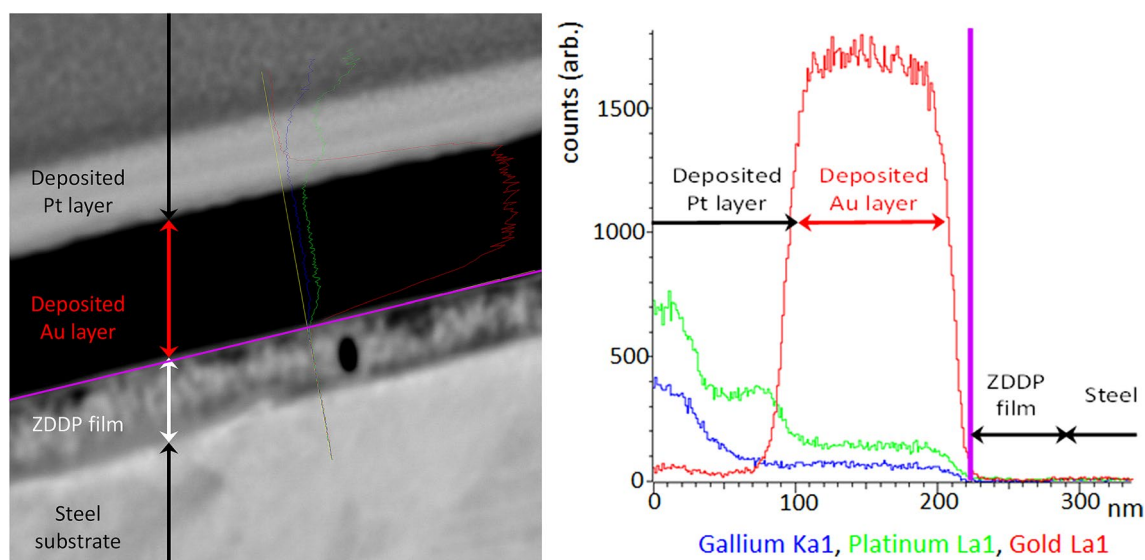 Deposited
Pt layer
Deposited
Au layer
ZDDP film
Steel
substrate
counts (arb.)
1500
1000
500
0
Deposited
Pt layer
Deposited
Au layer
ZDDP
film
Steel
0
100
200
300
nm
Gallium Ka1, Platinum La1, Gold La1